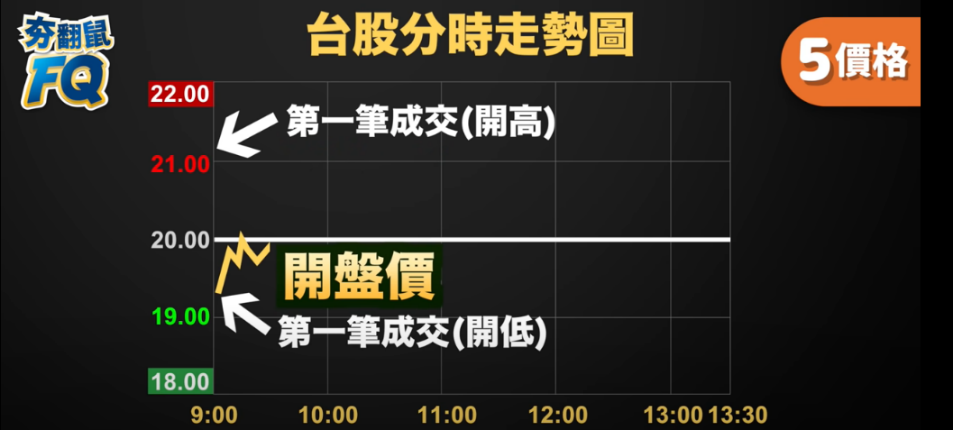 夯翻鼠
FQ
台股分時走勢圖
5價格
22.00
第一筆成交(開高)
21.00
20.00
開盤價
19.00
第一筆成交(開低)
18.00
9:00 10:00 11:00 12:00 13:00 13:30